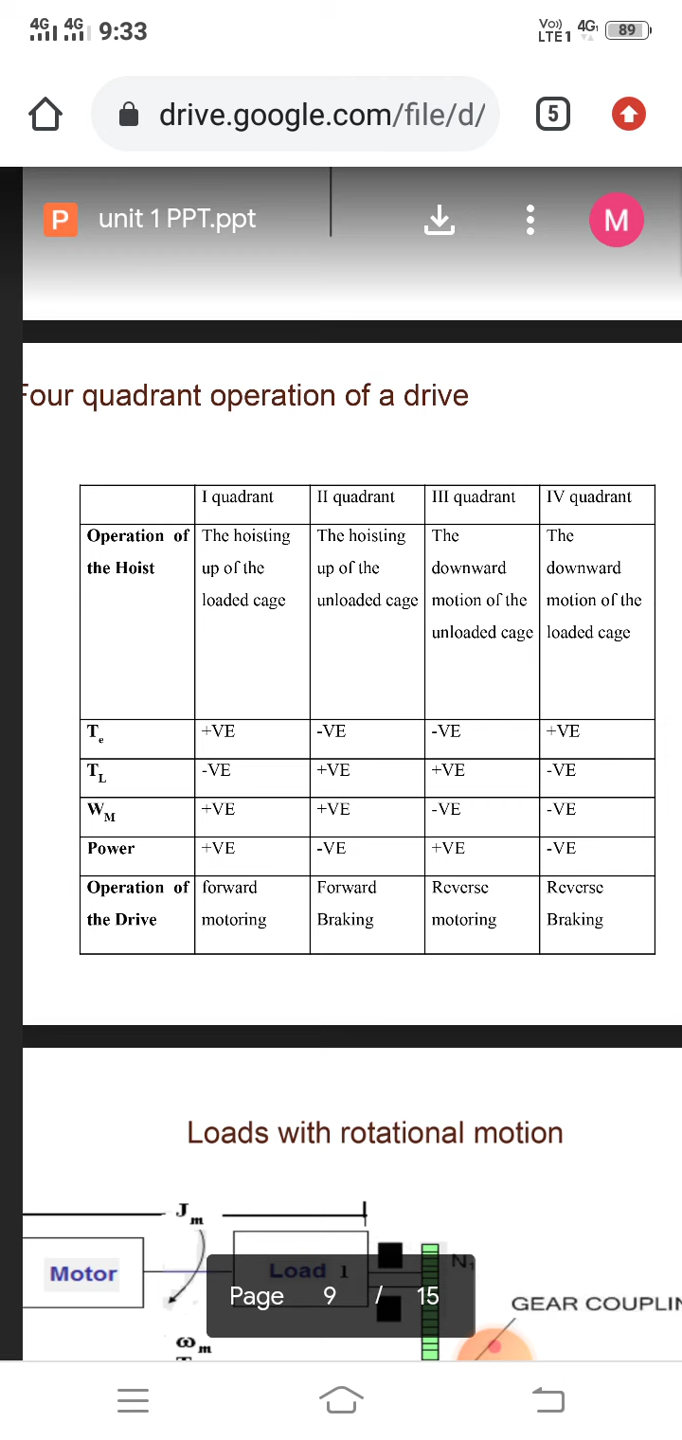 4G 4G 9:33 Vo)) LTE1 4G 89
drive.google.com/file/d/ 5
P unit 1 PPT.ppt M
Four quadrant operation of a drive
I quadrant II quadrant III quadrant IV quadrant
Operation of The hoisting The hoisting The The
the Hoist up of the up of the downward downward
loaded cage unloaded cage motion of the motion of the
unloaded cage loaded cage
Te +VE -VE -VE +VE
TL -VE +VE +VE -VE
WM +VE +VE -VE -VE
Power +VE -VE +VE -VE
Operation of forward Forward Reverse Reverse
the Drive motoring Braking motoring Braking
Loads with rotational motion
Jm
Motor Load 1 N1
Page 9 / 15
GEAR COUPLIN
ωm